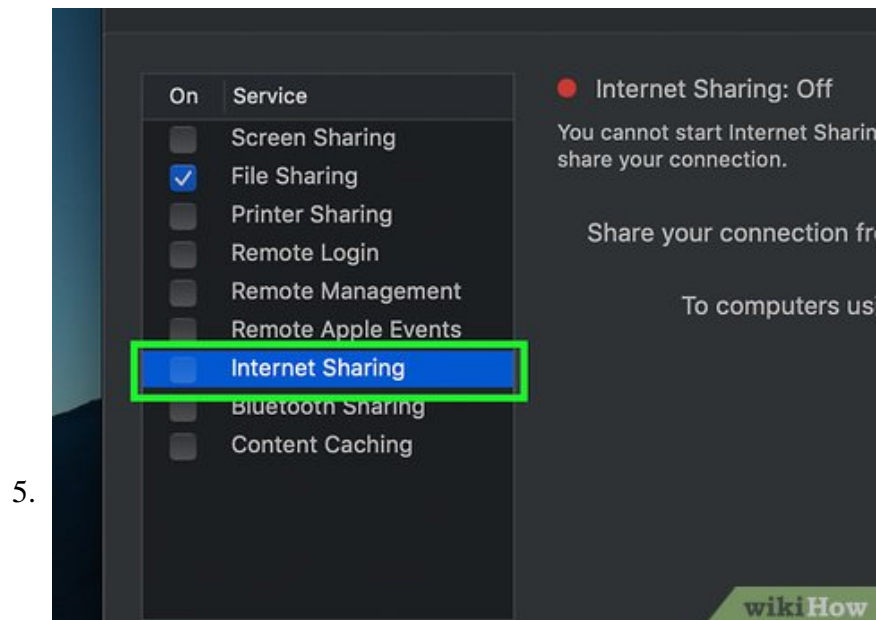 On Service
Screen Sharing
File Sharing
Printer Sharing
Remote Login
Remote Management
Remote Apple Events
Internet Sharing
Bluetooth Sharing
Content Caching
Internet Sharing: Off
You cannot start Internet Sharin
share your connection.
Share your connection fr
To computers usi
5.
wikiHow